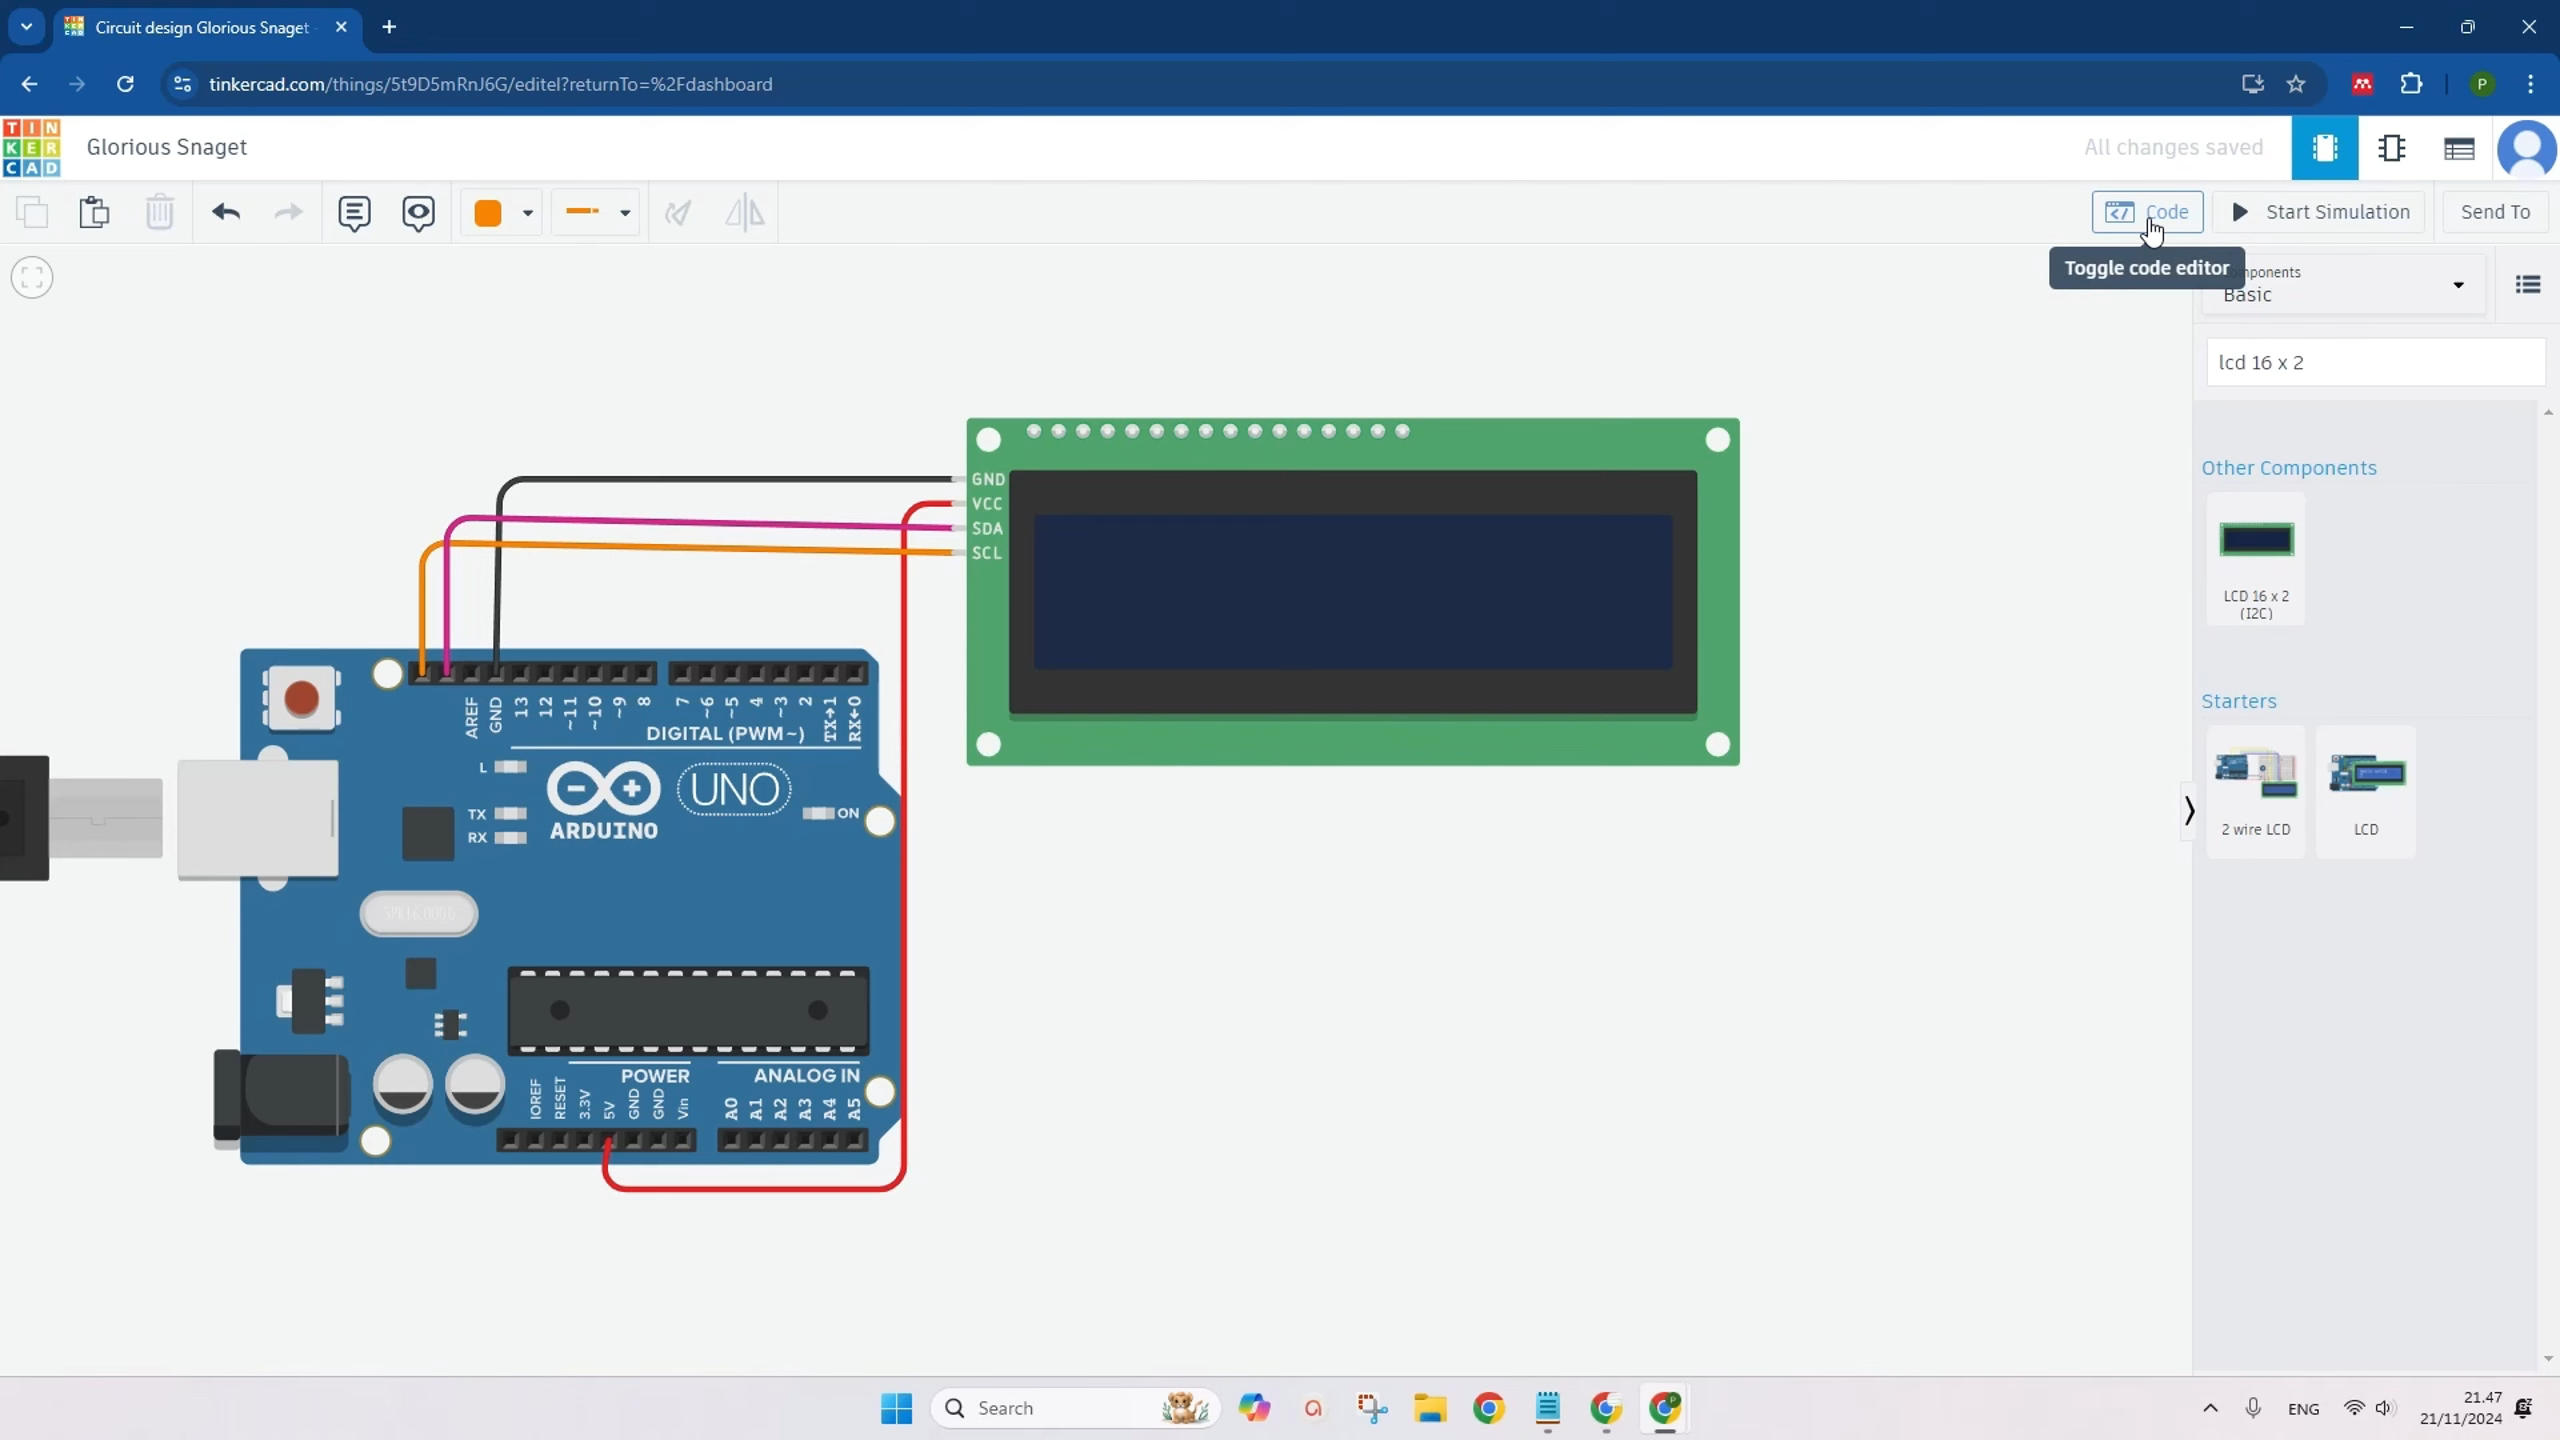 Circuit design Glorious Snaget
tinkercad.com/things/5t9D5mRnJ6G/editel?returnTo=%2Fdashboard
P
TIN
KER
CAD
Glorious Snaget
All changes saved
Code
Start Simulation
Send To
Toggle code editor
mponents
Basic
lcd 16 x 2
Other Components
LCD 16 x 2
(I2C)
Starters
2 wire LCD
LCD
GND
VCC
SDA
SCL
AREF
GND
13
12
~11
~10
~9
8
7
~6
~5
4
~3
2
TX→1
RX←0
DIGITAL (PWM~)
L
TX
RX
ARDUINO
UNO
ON
POWER
ANALOG IN
IOREF
RESET
3.3V
5V
GND
GND
Vin
A0
A1
A2
A3
A4
A5
Search
P
ENG
21.47
21/11/2024